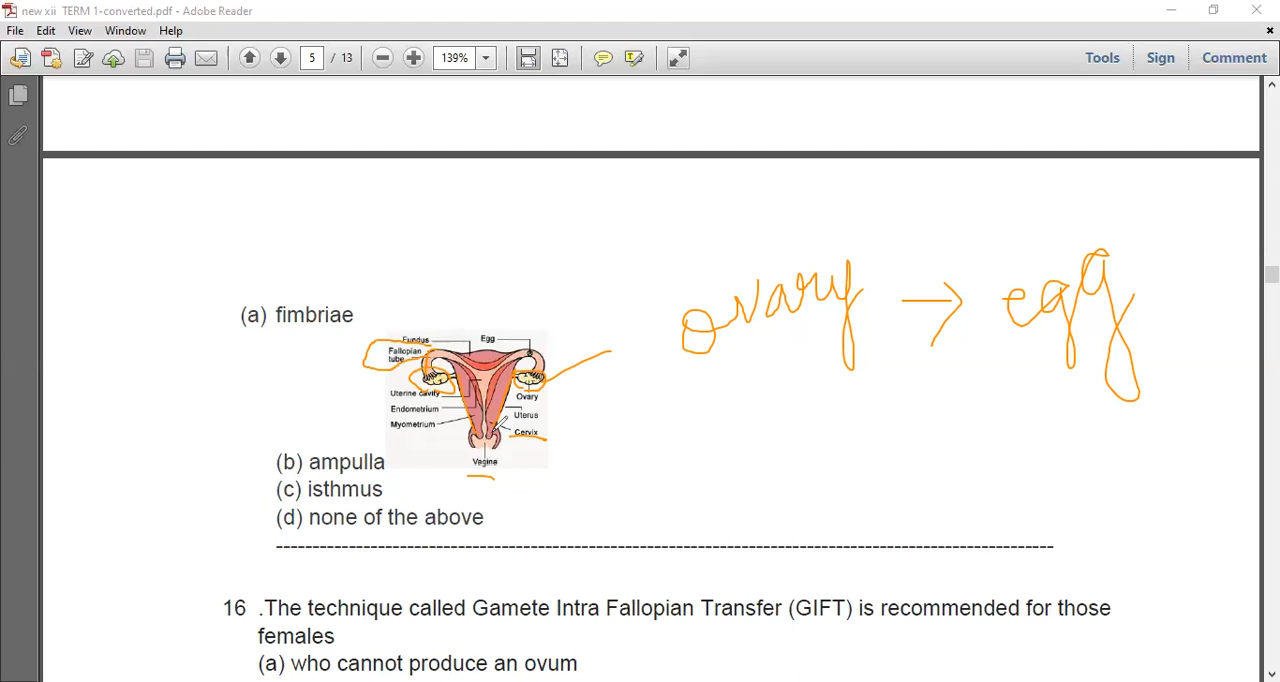 new xii TERM 1-converted.pdf - Adobe Reader
File Edit View Window Help
5 / 13 139% Tools Sign Comment
ovary → egg
(a) fimbriae
Fundus Egg
Fallopian
tube
Uterine cavity Ovary
Endometrium Uterus
Myometrium Cervix
Vagina
(b) ampulla
(c) isthmus
(d) none of the above
16 .The technique called Gamete Intra Fallopian Transfer (GIFT) is recommended for those
females
(a) who cannot produce an ovum